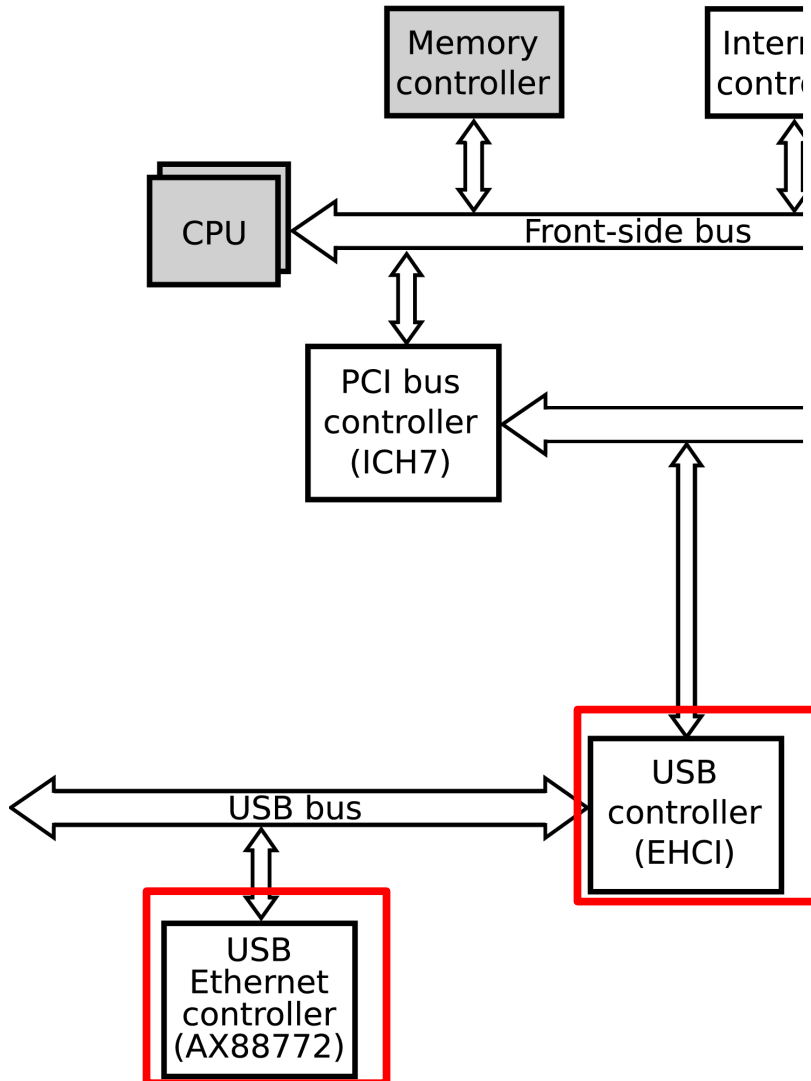 Memory
controller
CPU
Front-side bus
PCI bus
controller
(ICH7)
USB
controller
(EHCI)
USB bus
USB
Ethernet
controller
(AX88772)